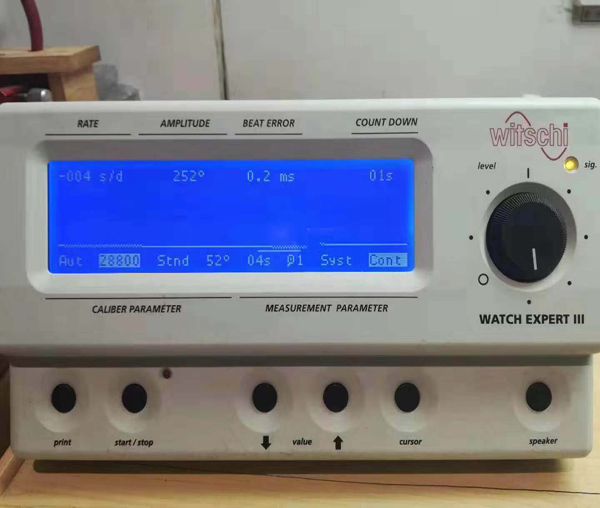 RATE AMPLITUDE BEAT ERROR COUNT DOWN
witschi
level sig.
-004 s/d 252° 0.2 ms 01s
Aut 28800 Stnd 52° 04s β1 Syst Cont
CALIBER PARAMETER MEASUREMENT PARAMETER
WATCH EXPERT III
print start / stop value cursor speaker